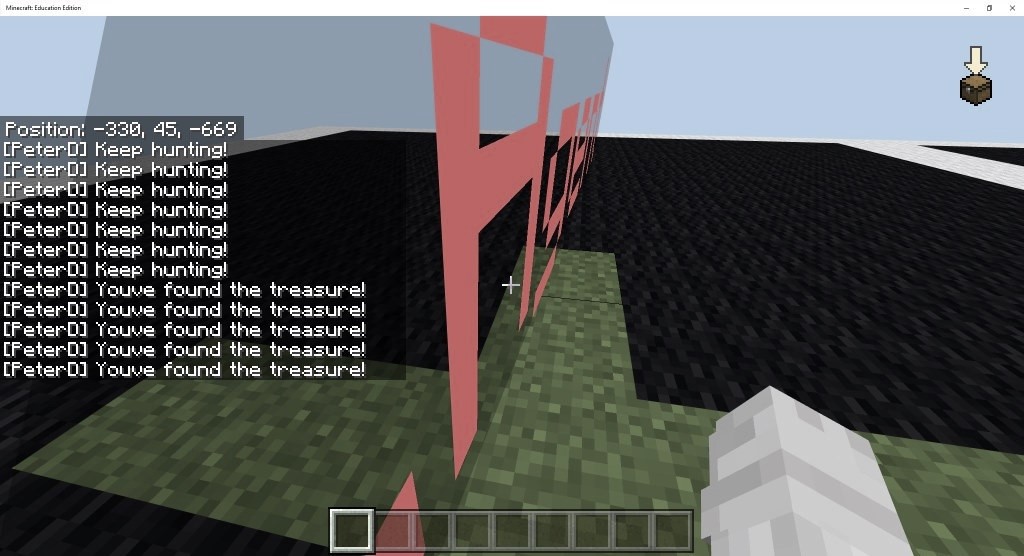 Minecraft: Education Edition
Position: -330, 45, -669
[PeterD] Keep hunting!
[PeterD] Keep hunting!
[PeterD] Keep hunting!
[PeterD] Keep hunting!
[PeterD] Keep hunting!
[PeterD] Keep hunting!
[PeterD] Keep hunting!
[PeterD] Youve found the treasure!
[PeterD] Youve found the treasure!
[PeterD] Youve found the treasure!
[PeterD] Youve found the treasure!
[PeterD] Youve found the treasure!